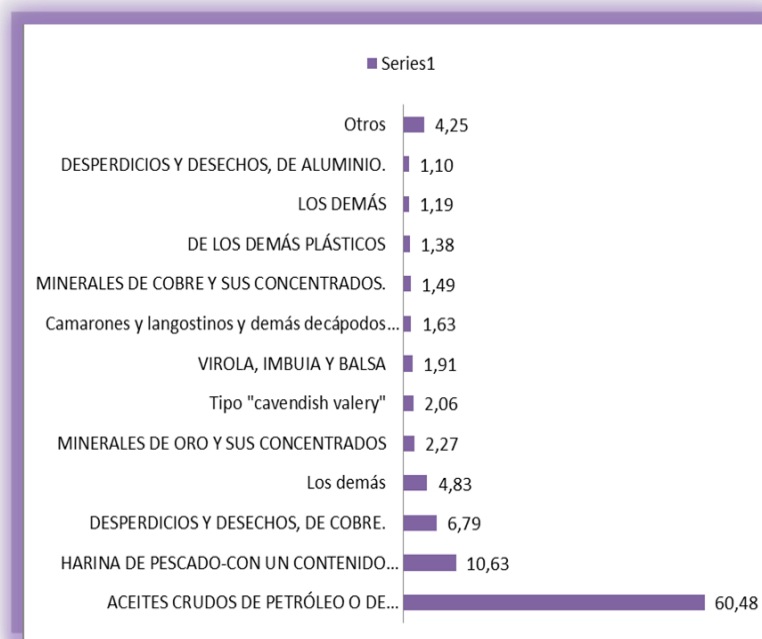 Series1
Otros 4,25
DESPERDICIOS Y DESECHOS, DE ALUMINIO. 1,10
LOS DEMÁS 1,19
DE LOS DEMÁS PLÁSTICOS 1,38
MINERALES DE COBRE Y SUS CONCENTRADOS. 1,49
Camarones y langostinos y demás decápodos... 1,63
VIROLA, IMBUIA Y BALSA 1,91
Tipo "cavendish valery" 2,06
MINERALES DE ORO Y SUS CONCENTRADOS 2,27
Los demás 4,83
DESPERDICIOS Y DESECHOS, DE COBRE. 6,79
HARINA DE PESCADO-CON UN CONTENIDO... 10,63
ACEITES CRUDOS DE PETRÓLEO O DE... 60,48